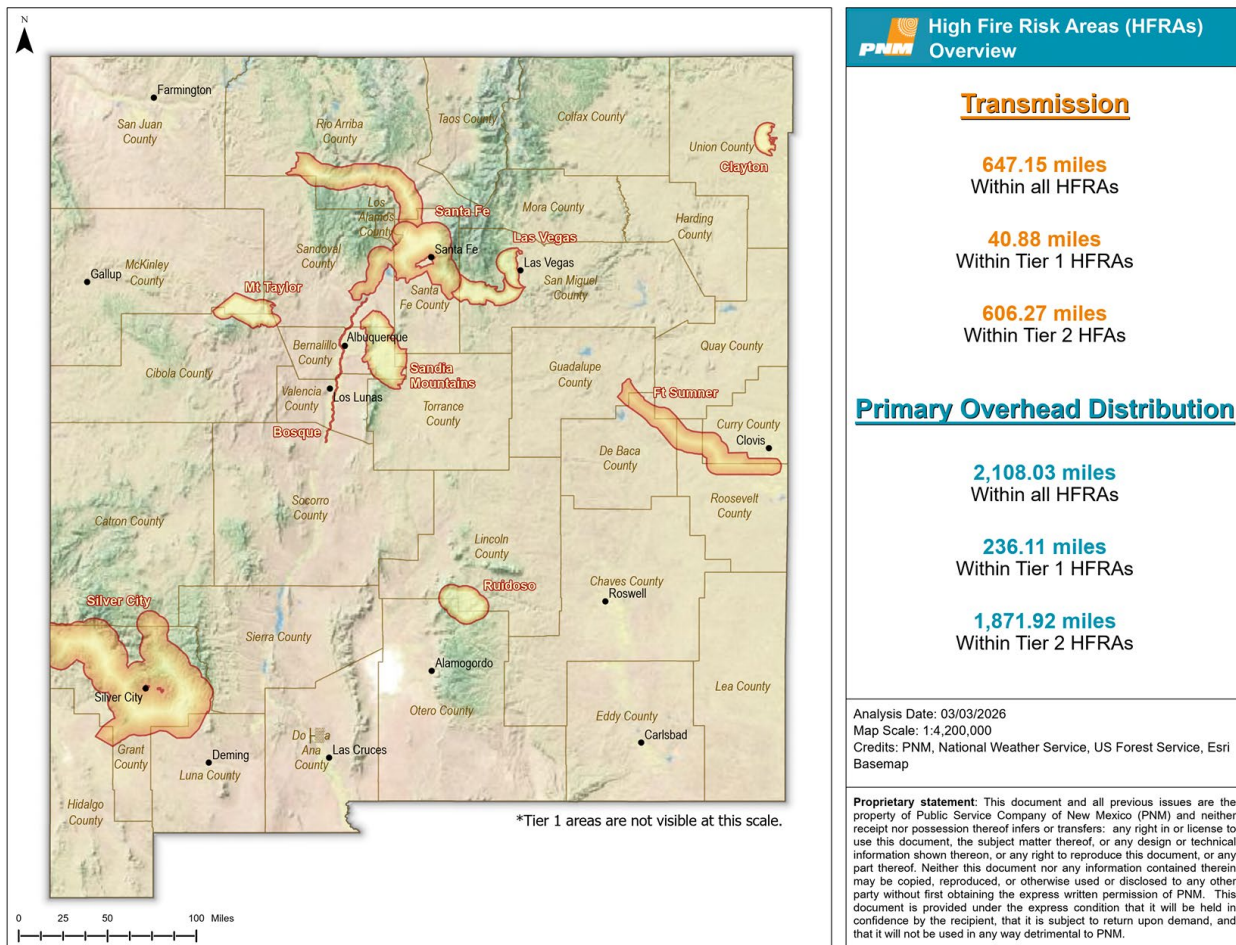 N
Farmington
San Juan
County
Rio Arriba
County
Taos County
Colfax County
Union County
Clayton
Los
Alamos
County
Santa Fe
Mora County
Harding
County
Sandoval
County
Santa Fe
Las Vegas
Las Vegas
McKinley
County
Gallup
San Miguel
County
Mt Taylor
Santa
Fe County
Albuquerque
Bernalillo
County
Quay County
Cibola County
Sandia
Mountains
Guadalupe
County
Valencia
County
Los Lunas
Torrance
County
Ft Sumner
Bosque
Curry County
Clovis
De Baca
County
Socorro
County
Roosevelt
County
Catron County
Lincoln
County
Chaves County
Roswell
Ruidoso
Silver City
Sierra County
Alamogordo
Silver City
Lea County
Otero County
Eddy County
Carlsbad
Grant
County
Deming
Luna County
Ana
County
Las Cruces
Hidalgo
County
*Tier 1 areas are not visible at this scale.
0 25 50 100 Miles
PNM
High Fire Risk Areas (HFRAs)
Overview
Transmission
647.15 miles
Within all HFRAs
40.88 miles
Within Tier 1 HFRAs
606.27 miles
Within Tier 2 HFAs
Primary Overhead Distribution
2,108.03 miles
Within all HFRAs
236.11 miles
Within Tier 1 HFRAs
1,871.92 miles
Within Tier 2 HFRAs
Analysis Date: 03/03/2026
Map Scale: 1:4,200,000
Credits: PNM, National Weather Service, US Forest Service, Esri
Basemap
Proprietary statement: This document and all previous issues are the
property of Public Service Company of New Mexico (PNM) and neither
receipt nor possession thereof infers or transfers: any right in or license to
use this document, the subject matter thereof, or any design or technical
information shown thereon, or any right to reproduce this document, or any
part thereof. Neither this document nor any information contained therein
may be copied, reproduced, or otherwise used or disclosed to any other
party without first obtaining the express written permission of PNM. This
document is provided under the express condition that it will be held in
confidence by the recipient, that it is subject to return upon demand, and
that it will not be used in any way detrimental to PNM.